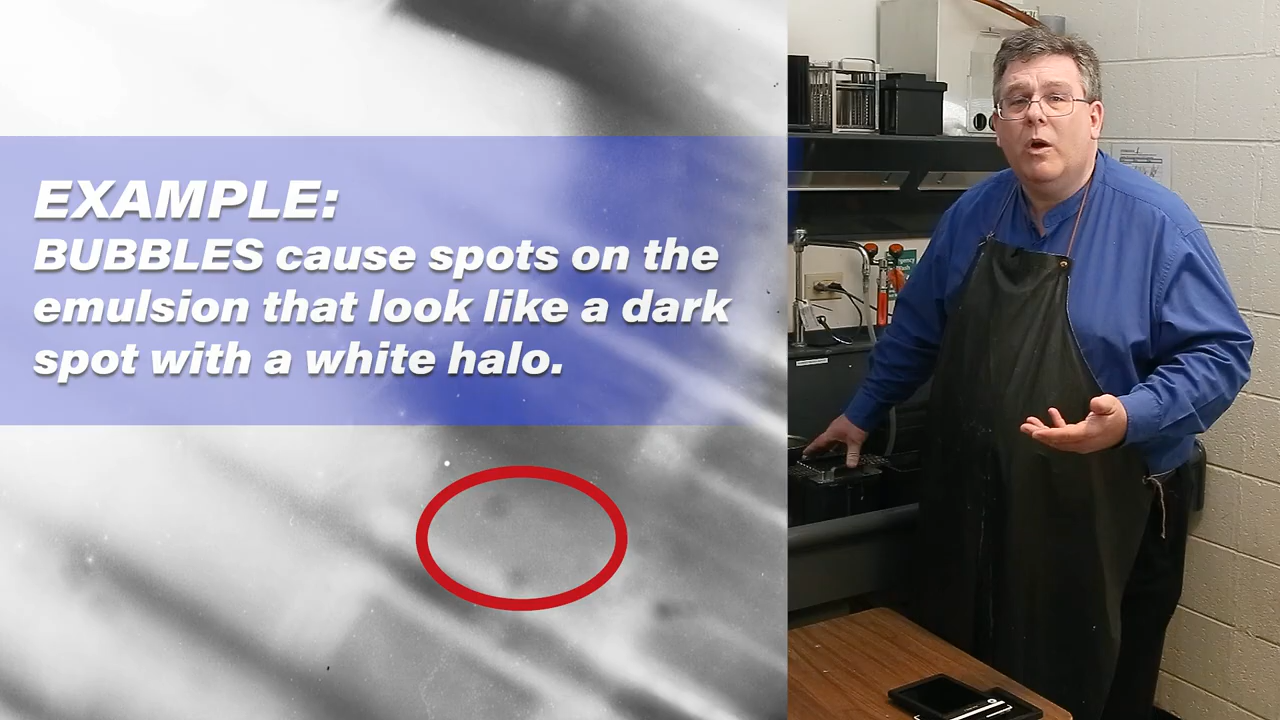 EXAMPLE:
BUBBLES cause spots on the
emulsion that look like a dark
spot with a white halo.